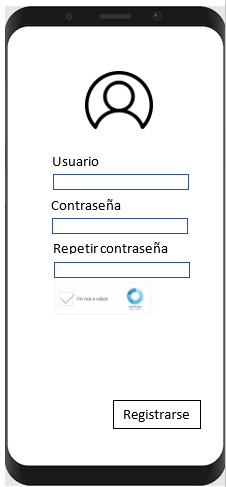 Usuario
Contraseña
Repetir contraseña
I'm not a robot
Registrarse